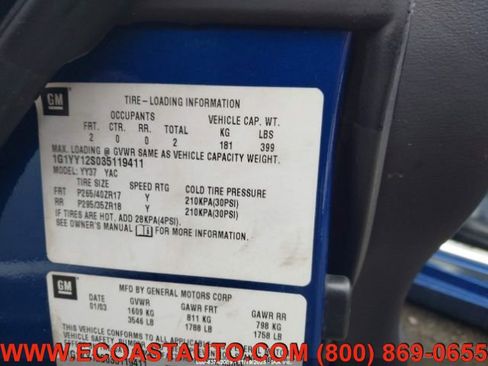 GM
TIRE-LOADING INFORMATION
OCCUPANTS VEHICLE CAP. WT.
FRT. CTR. RR. TOTAL KG LBS
2 0 0 2 181 399
MAX. LOADING @ GVWR SAME AS VEHICLE CAPACITY WEIGHT.
1G1YY12S035119411
MODEL: YY37 YAC
TIRE SIZE SPEED RTG COLD TIRE PRESSURE
FRT P265/40ZR17 Y 210KPA(30PSI)
RR P295/35ZR18 Y 210KPA(30PSI)
IF TIRES ARE HOT, ADD 28KPA(4PSI).
SEE OWNER'S MANUAL FOR MORE INFORMATION.
GM
MFD BY GENERAL MOTORS CORP
DATE GVWR GAWR FRT GAWR RR
01/03 1609 KG 811 KG 798 KG
3546 LB 1788 LB 1758 LB
THIS VEHICLE CONFORMS TO ALL APPLICABLE
WWW.ECOASTAUTO.COM (800) 869-0655